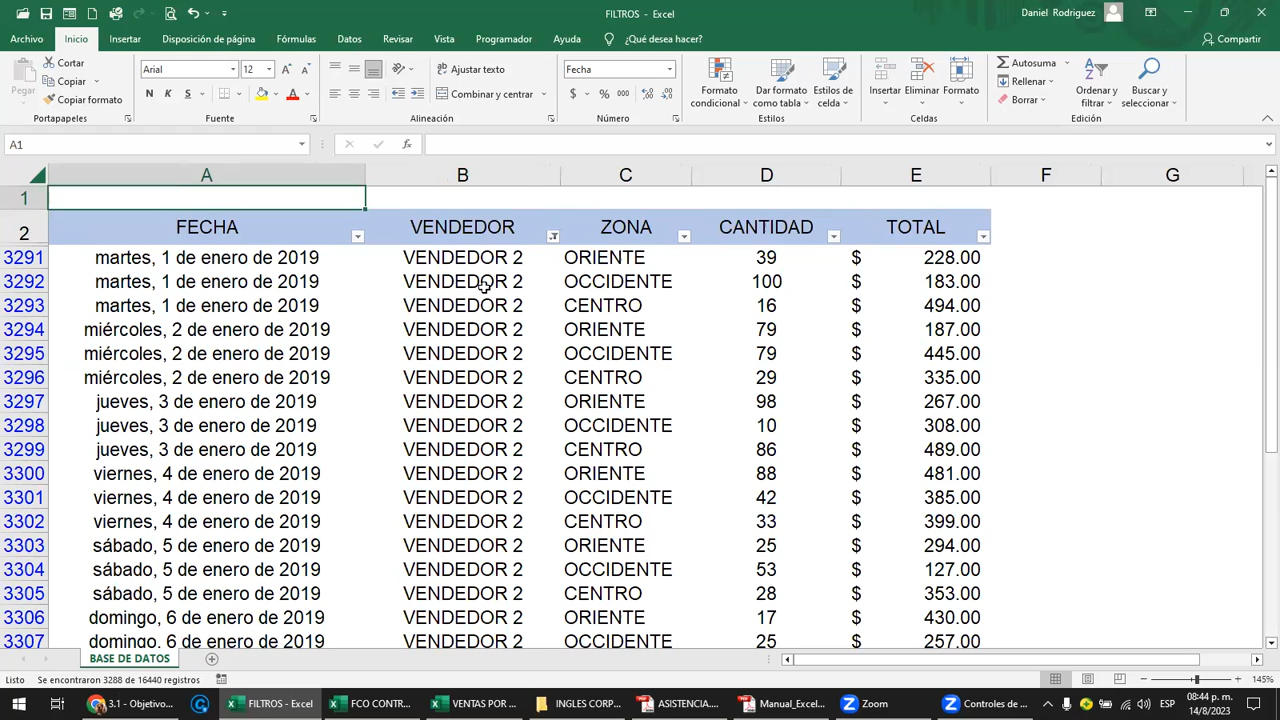 FILTROS - Excel
Daniel Rodriguez
Archivo Inicio Insertar Disposición de página Fórmulas Datos Revisar Vista Programador Ayuda ¿Qué desea hacer? Compartir
Pegar
Cortar
Copiar
Copiar formato
Portapapeles
Arial 12
N K S
Fuente
Ajustar texto
Combinar y centrar
Alineación
Fecha
$ % 000
Número
Formato condicional
Dar formato como tabla
Estilos de celda
Estilos
Insertar Eliminar Formato
Celdas
Autosuma
Rellenar
Borrar
Ordenar y filtrar
Buscar y seleccionar
Edición
A1 fx
A B C D E F G
1
2 FECHA VENDEDOR ZONA CANTIDAD TOTAL
3291 martes, 1 de enero de 2019 VENDEDOR 2 ORIENTE 39 $ 228.00
3292 martes, 1 de enero de 2019 VENDEDOR 2 OCCIDENTE 100 $ 183.00
3293 martes, 1 de enero de 2019 VENDEDOR 2 CENTRO 16 $ 494.00
3294 miércoles, 2 de enero de 2019 VENDEDOR 2 ORIENTE 79 $ 187.00
3295 miércoles, 2 de enero de 2019 VENDEDOR 2 OCCIDENTE 79 $ 445.00
3296 miércoles, 2 de enero de 2019 VENDEDOR 2 CENTRO 29 $ 335.00
3297 jueves, 3 de enero de 2019 VENDEDOR 2 ORIENTE 98 $ 267.00
3298 jueves, 3 de enero de 2019 VENDEDOR 2 OCCIDENTE 10 $ 308.00
3299 jueves, 3 de enero de 2019 VENDEDOR 2 CENTRO 86 $ 489.00
3300 viernes, 4 de enero de 2019 VENDEDOR 2 ORIENTE 88 $ 481.00
3301 viernes, 4 de enero de 2019 VENDEDOR 2 OCCIDENTE 42 $ 385.00
3302 viernes, 4 de enero de 2019 VENDEDOR 2 CENTRO 33 $ 399.00
3303 sábado, 5 de enero de 2019 VENDEDOR 2 ORIENTE 25 $ 294.00
3304 sábado, 5 de enero de 2019 VENDEDOR 2 OCCIDENTE 53 $ 127.00
3305 sábado, 5 de enero de 2019 VENDEDOR 2 CENTRO 28 $ 353.00
3306 domingo, 6 de enero de 2019 VENDEDOR 2 ORIENTE 17 $ 430.00
3307 domingo, 6 de enero de 2019 VENDEDOR 2 OCCIDENTE 25 $ 257.00
BASE DE DATOS
Listo Se encontraron 3288 de 16440 registros 145%
3.1 - Objetivo... FILTROS - Excel FCO CONTR... VENTAS POR ... INGLES CORP... ASISTENCIA.... Manual_Excel... Zoom Controles de ... ESP 08:44 p. m.
14/8/2023